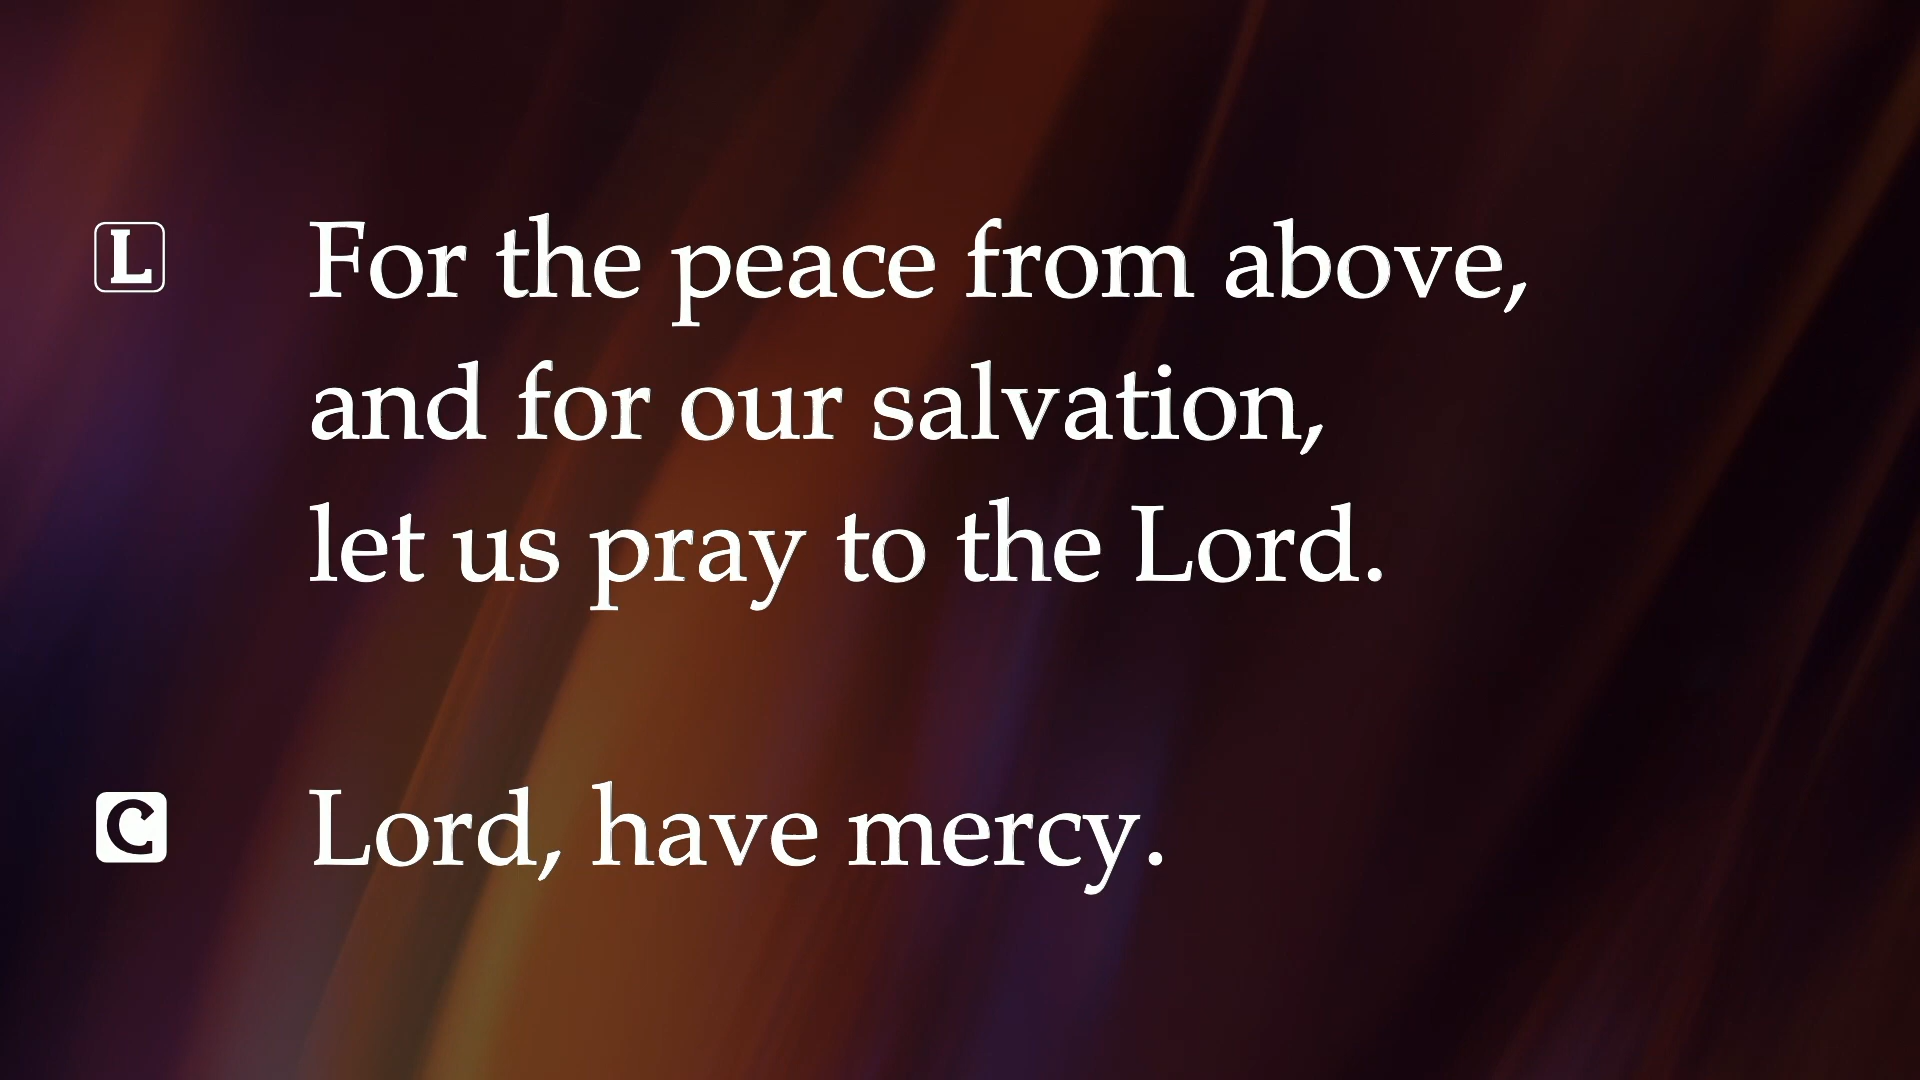 L For the peace from above,
and for our salvation,
let us pray to the Lord.
C Lord, have mercy.